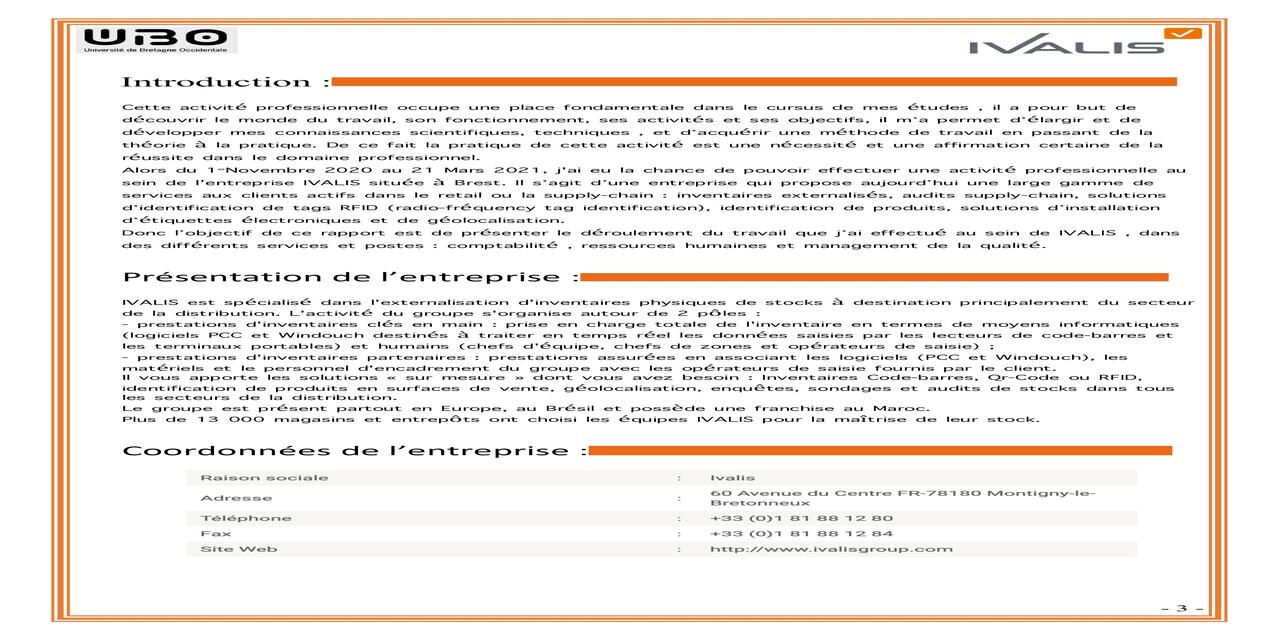 UBO
Université de Bretagne Occidentale
IVALIS
Introduction :
Cette activité professionnelle occupe une place fondamentale dans le cursus de mes études , il a pour but de
découvrir le monde du travail, son fonctionnement, ses activités et ses objectifs, il m'a permet d'élargir et de
développer mes connaissances scientifiques, techniques , et d'acquérir une méthode de travail en passant de la
théorie à la pratique. De ce fait la pratique de cette activité est une nécessité et une affirmation certaine de la
réussite dans le domaine professionnel.
Alors du 1-Novembre 2020 au 21 Mars 2021, j'ai eu la chance de pouvoir effectuer une activité professionnelle au
sein de l'entreprise IVALIS située à Brest. Il s'agit d'une entreprise qui propose aujourd'hui une large gamme de
services aux clients actifs dans le retail ou la supply-chain : inventaires externalisés, audits supply-chain, solutions
d'identification de tags RFID (radio-fréquency tag identification), identification de produits, solutions d'installation
d'étiquettes électroniques et de géolocalisation.
Donc l'objectif de ce rapport est de présenter le déroulement du travail que j'ai effectué au sein de IVALIS , dans
des différents services et postes : comptabilité , ressources humaines et management de la qualité.
Présentation de l'entreprise :
IVALIS est spécialisé dans l'externalisation d'inventaires physiques de stocks à destination principalement du secteur
de la distribution. L'activité du groupe s'organise autour de 2 pôles :
- prestations d'inventaires clés en main : prise en charge totale de l'inventaire en termes de moyens informatiques
(logiciels PCC et Windouch destinés à traiter en temps réel les données saisies par les lecteurs de code-barres et
les terminaux portables) et humains (chefs d'équipe, chefs de zones et opérateurs de saisie) ;
- prestations d'inventaires partenaires : prestations assurées en associant les logiciels (PCC et Windouch), les
matériels et le personnel d'encadrement du groupe avec les opérateurs de saisie fournis par le client.
Il vous apporte les solutions « sur mesure » dont vous avez besoin : Inventaires Code-barres, Qr-Code ou RFID,
identification de produits en surfaces de vente, géolocalisation, enquêtes, sondages et audits de stocks dans tous
les secteurs de la distribution.
Le groupe est présent partout en Europe, au Brésil et possède une franchise au Maroc.
Plus de 13 000 magasins et entrepôts ont choisi les équipes IVALIS pour la maîtrise de leur stock.
Coordonnées de l'entreprise :
Raison sociale : Ivalis
Adresse : 60 Avenue du Centre FR-78180 Montigny-le-
Bretonneux
Téléphone : +33 (0)1 81 88 12 80
Fax : +33 (0)1 81 88 12 84
Site Web : http://www.ivalisgroup.com
- 3 -